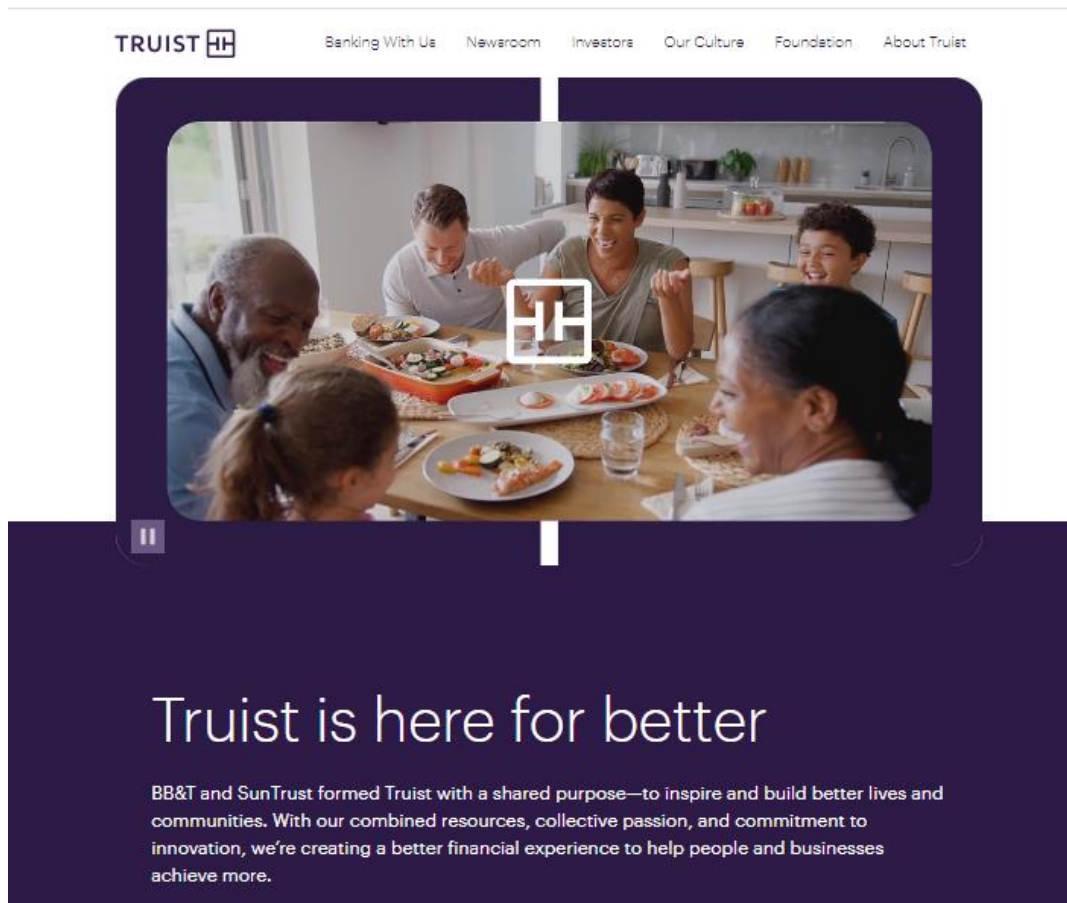 TRUIST
Banking With Us Newsroom Investors Our Culture Foundation About Truist
Truist is here for better
BB&T and SunTrust formed Truist with a shared purpose—to inspire and build better lives and
communities. With our combined resources, collective passion, and commitment to
innovation, we’re creating a better financial experience to help people and businesses
achieve more.